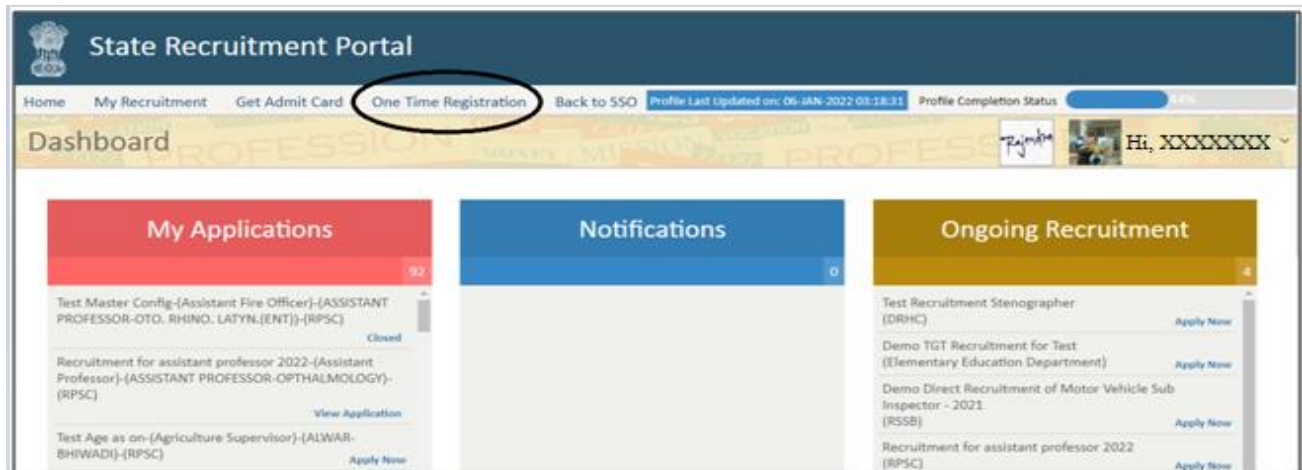 State Recruitment Portal
Home My Recruitment Get Admit Card One Time Registration Back to SSO Profile Last Updated on: 06-JAN-2022 03:18:31 Profile Completion Status
Dashboard
Hi, XXXXXXXX
My Applications
92
Test Master Config-(Assistant Fire Officer)-(ASSISTANT
PROFESSOR-OTO. RHINO. LATYN.(ENT))-(RPSC)
Closed
Recruitment for assistant professor 2022-(Assistant
Professor)-(ASSISTANT PROFESSOR-OPTHALMOLOGY)-
(RPSC)
View Application
Test Age as on-(Agriculture Supervisor)-(ALWAR-
BHIWADI)-(RPSC)
Apply Now
Notifications
0
Ongoing Recruitment
4
Test Recruitment Stenographer
(DRHC)
Apply Now
Demo TGT Recruitment for Test
(Elementary Education Department)
Apply Now
Demo Direct Recruitment of Motor Vehicle Sub
Inspector - 2021
(RSSB)
Apply Now
Recruitment for assistant professor 2022
(RPSC)
Apply Now